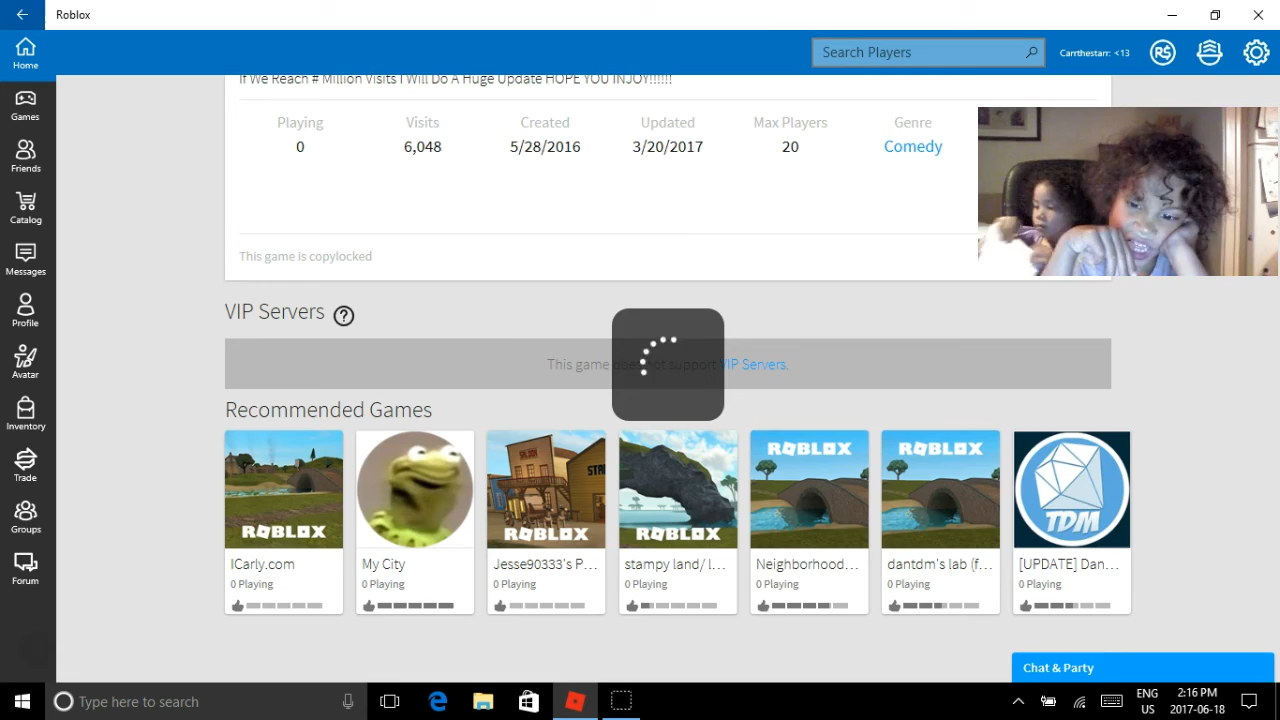 Roblox
Search Players
Carrthestarr: <13
R$
Home
Games
Friends
Catalog
Messages
Profile
Avatar
Inventory
Trade
Groups
Forum
If We Reach # Million Visits I Will Do A Huge Update HOPE YOU INJOY!!!!!!
Playing Visits Created Updated Max Players Genre
0 6,048 5/28/2016 3/20/2017 20 Comedy
This game is copylocked
VIP Servers ?
This game does not support VIP Servers.
Recommended Games
ROBLOX
ROBLOX
ROBLOX
ROBLOX
ROBLOX
TDM
ICarly.com My City Jesse90333's P... stampy land/ l... Neighborhood... dantdm's lab (f... [UPDATE] Dan...
0 Playing 0 Playing 0 Playing 0 Playing 0 Playing 0 Playing 0 Playing
Chat & Party
Type here to search
ENG
US
2:16 PM
2017-06-18